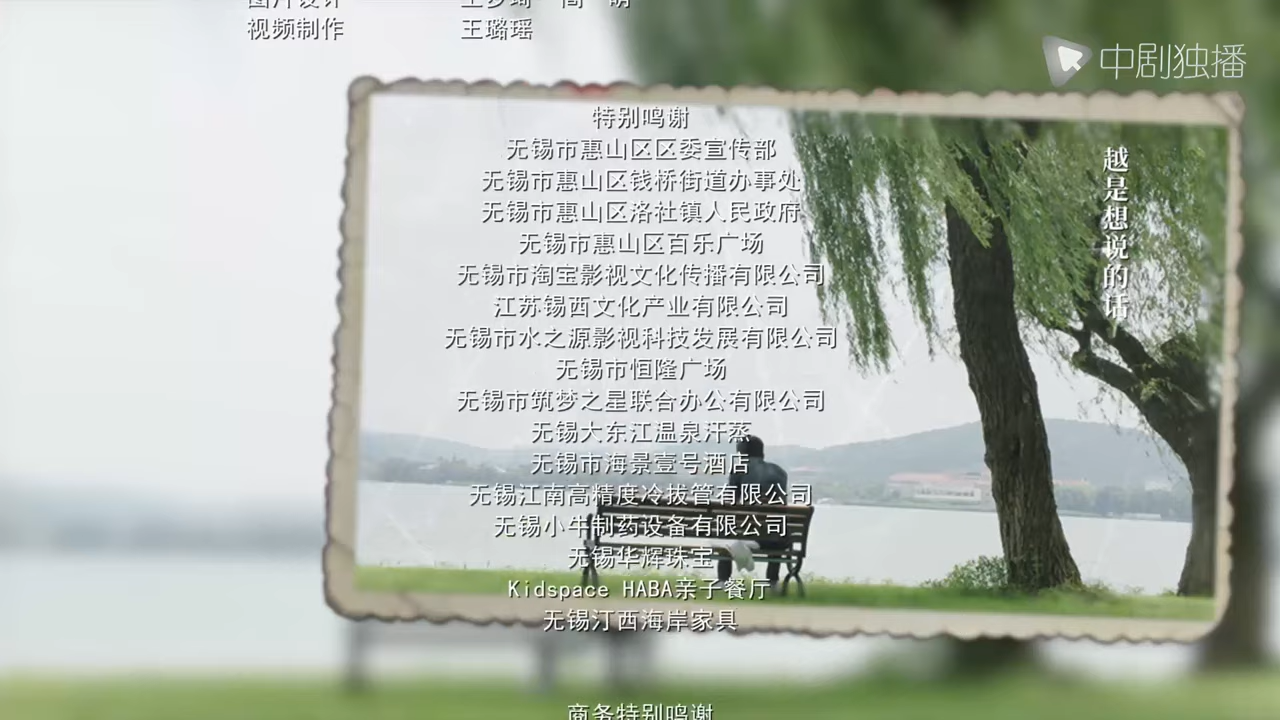 视频制作 王璐瑶
中剧独播
特别鸣谢
无锡市惠山区区委宣传部
无锡市惠山区钱桥街道办事处
无锡市惠山区洛社镇人民政府
无锡市惠山区百乐广场
无锡市淘宝影视文化传播有限公司
江苏锡西文化产业有限公司
无锡市水之源影视科技发展有限公司
无锡市恒隆广场
无锡市筑梦之星联合办公有限公司
无锡大东江温泉汗蒸
无锡市海景壹号酒店
无锡江南高精度冷拔管有限公司
无锡小牛制药设备有限公司
无锡华辉珠宝
Kidspace HABA亲子餐厅
无锡汀西海岸家具
越是想说的话
商务特别鸣谢